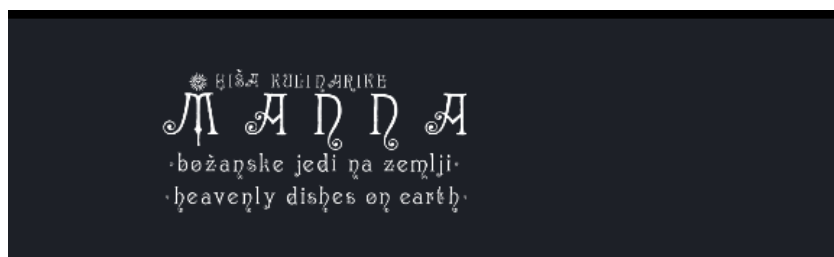 HIŠA KULINARIKE
MANNA
·božanske jedi na zemlji·
·heavenly dishes on earth·